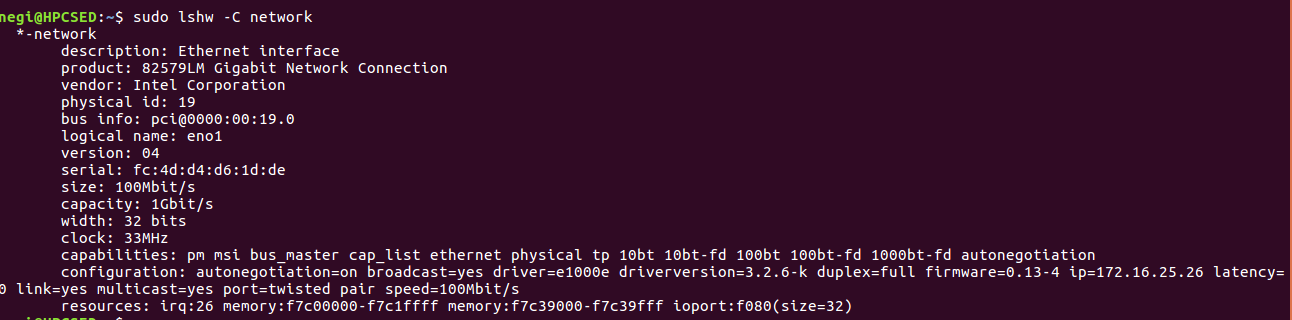 negi@HPCSED:~$ sudo lshw -C network
*-network
description: Ethernet interface
product: 82579LM Gigabit Network Connection
vendor: Intel Corporation
physical id: 19
bus info: pci@0000:00:19.0
logical name: eno1
version: 04
serial: fc:4d:d4:d6:1d:de
size: 100Mbit/s
capacity: 1Gbit/s
width: 32 bits
clock: 33MHz
capabilities: pm msi bus_master cap_list ethernet physical tp 10bt 10bt-fd 100bt 100bt-fd 1000bt-fd autonegotiation
configuration: autonegotiation=on broadcast=yes driver=e1000e driverversion=3.2.6-k duplex=full firmware=0.13-4 ip=172.16.25.26 latency=
0 link=yes multicast=yes port=twisted pair speed=100Mbit/s
resources: irq:26 memory:f7c00000-f7c1ffff memory:f7c39000-f7c39fff ioport:f080(size=32)